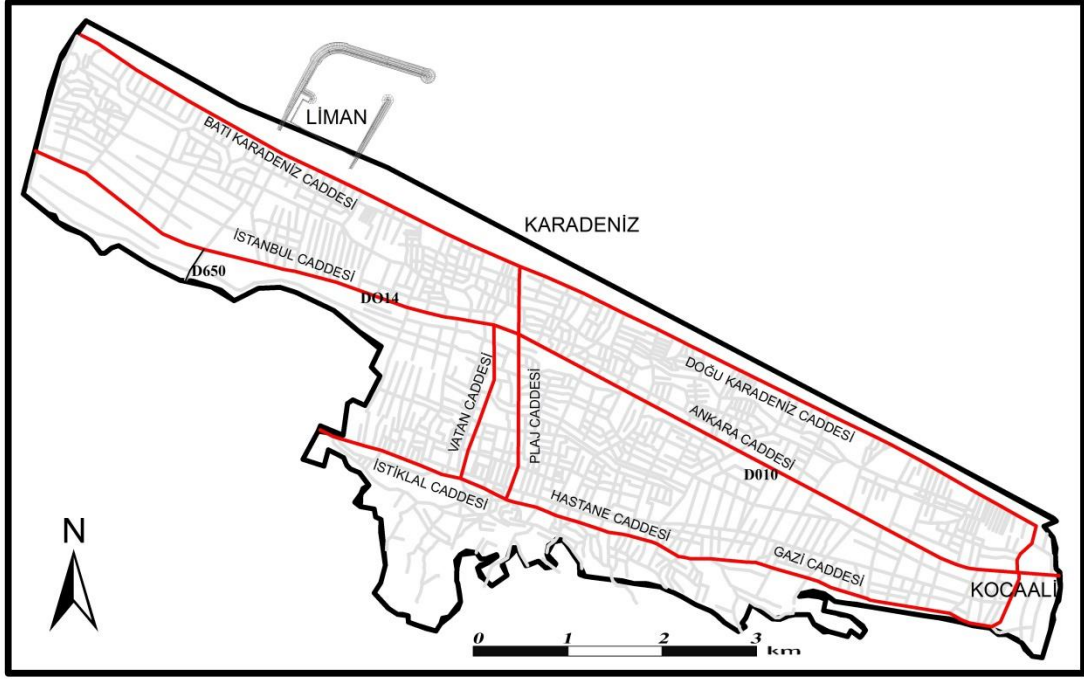 LİMAN
BATI KARADENİZ CADDESİ
KARADENİZ
İSTANBUL CADDESİ
D650
DO14
DOĞU KARADENİZ CADDESİ
VATAN CADDESİ
PLAJ CADDESİ
ANKARA CADDESİ
D010
İSTİKLAL CADDESİ
HASTANE CADDESİ
GAZİ CADDESİ
KOCAALİ
N
0 1 2 3
km